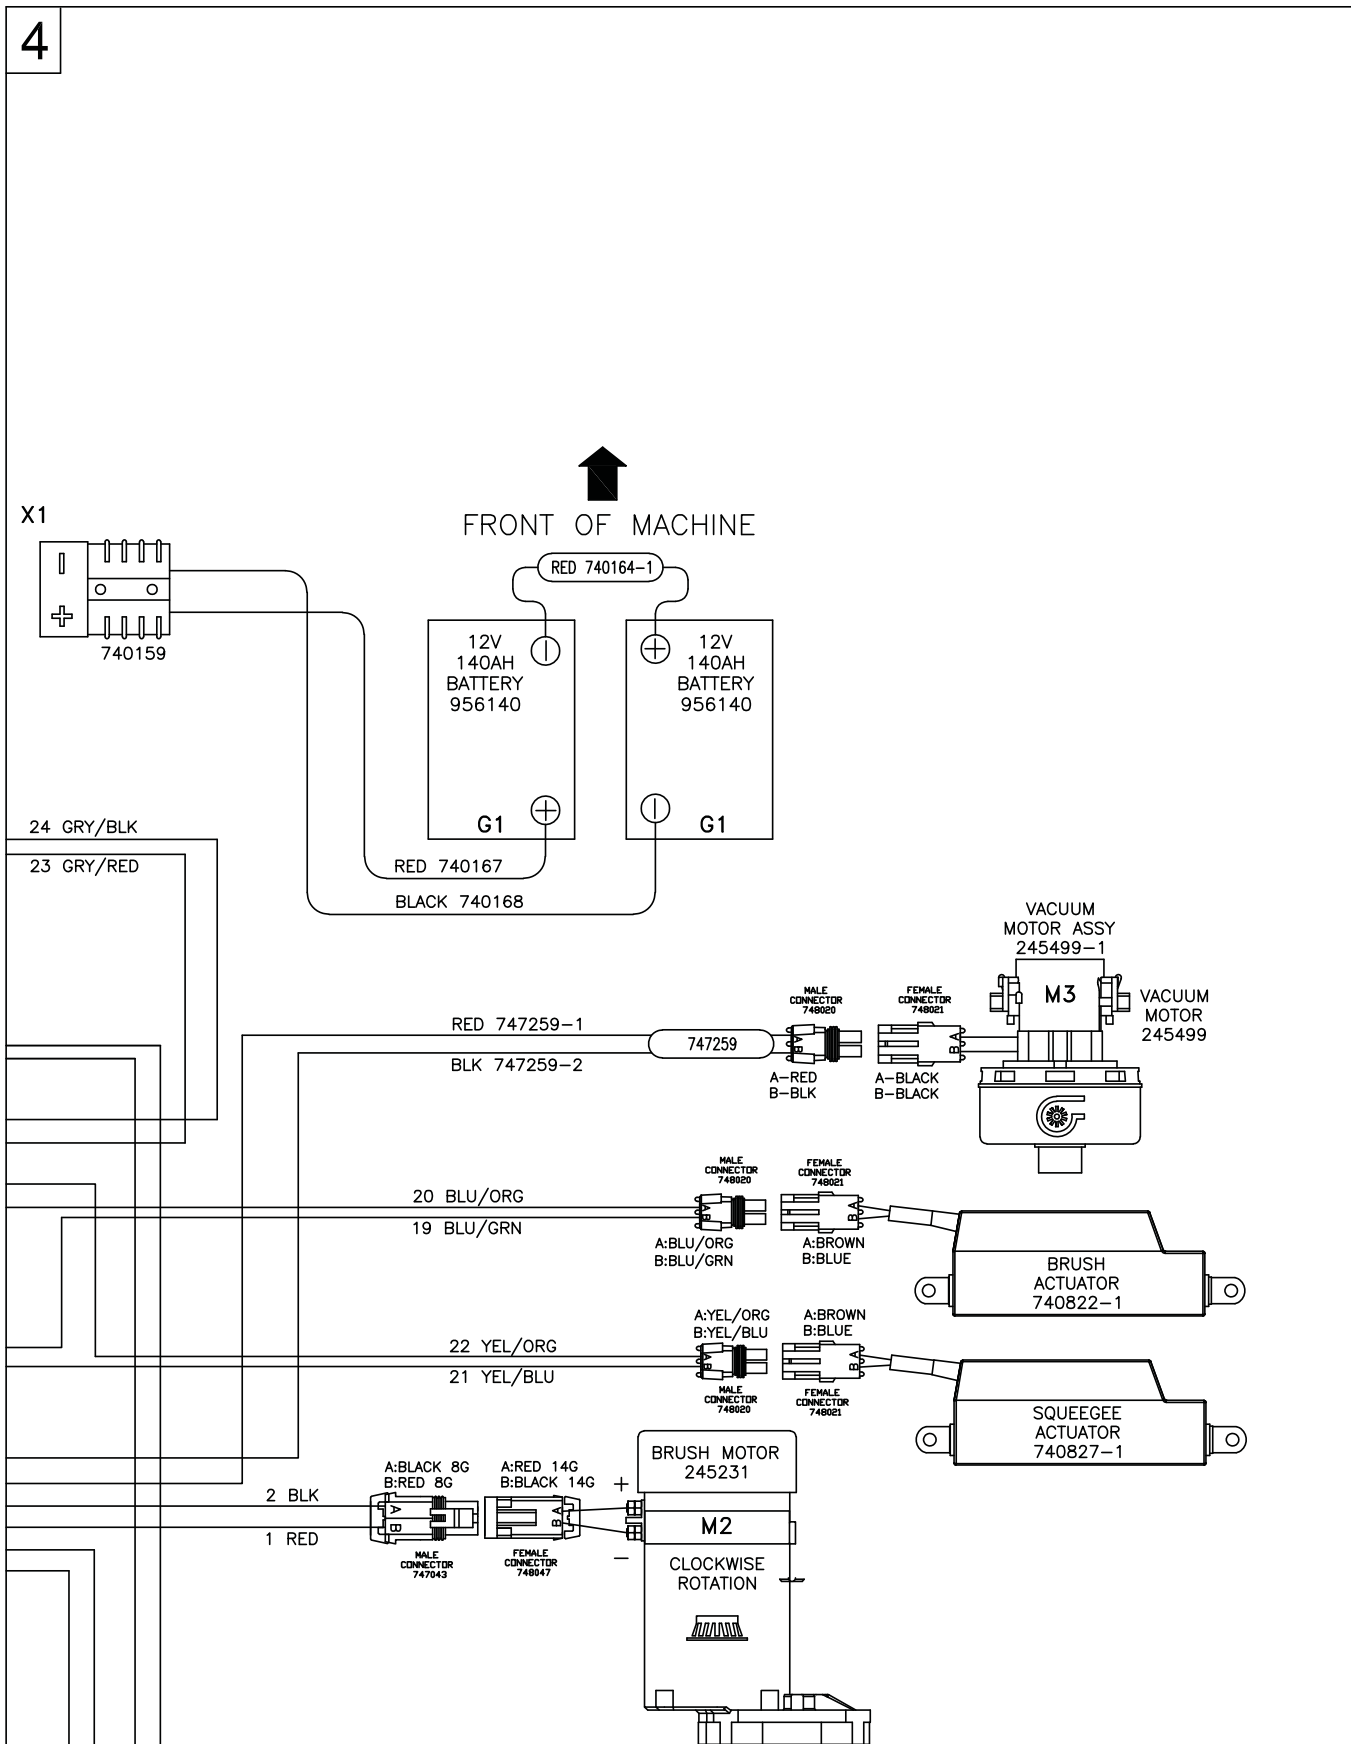 4
X1
740159
FRONT OF MACHINE
RED 740164-1
12V
140AH
BATTERY
956140
G1
12V
140AH
BATTERY
956140
G1
RED 740167
BLACK 740168
24 GRY/BLK
23 GRY/RED
VACUUM
MOTOR ASSY
245499-1
M3
VACUUM
MOTOR
245499
RED 747259-1
BLK 747259-2
747259
MALE
CONNECTOR
748020
A
B
A-RED
B-BLK
FEMALE
CONNECTOR
748021
A
B
A-BLACK
B-BLACK
20 BLU/ORG
19 BLU/GRN
MALE
CONNECTOR
748020
A
B
A:BLU/ORG
B:BLU/GRN
FEMALE
CONNECTOR
748021
A
B
A:BROWN
B:BLUE
BRUSH
ACTUATOR
740822-1
22 YEL/ORG
21 YEL/BLU
A:YEL/ORG
B:YEL/BLU
A
B
MALE
CONNECTOR
748020
A:BROWN
B:BLUE
A
B
FEMALE
CONNECTOR
748021
SQUEEGEE
ACTUATOR
740827-1
2 BLK
1 RED
A:BLACK 8G
B:RED 8G
A
B
MALE
CONNECTOR
747043
A:RED 14G
B:BLACK 14G
A
B
FEMALE
CONNECTOR
748047
+
−
BRUSH MOTOR
245231
M2
CLOCKWISE
ROTATION